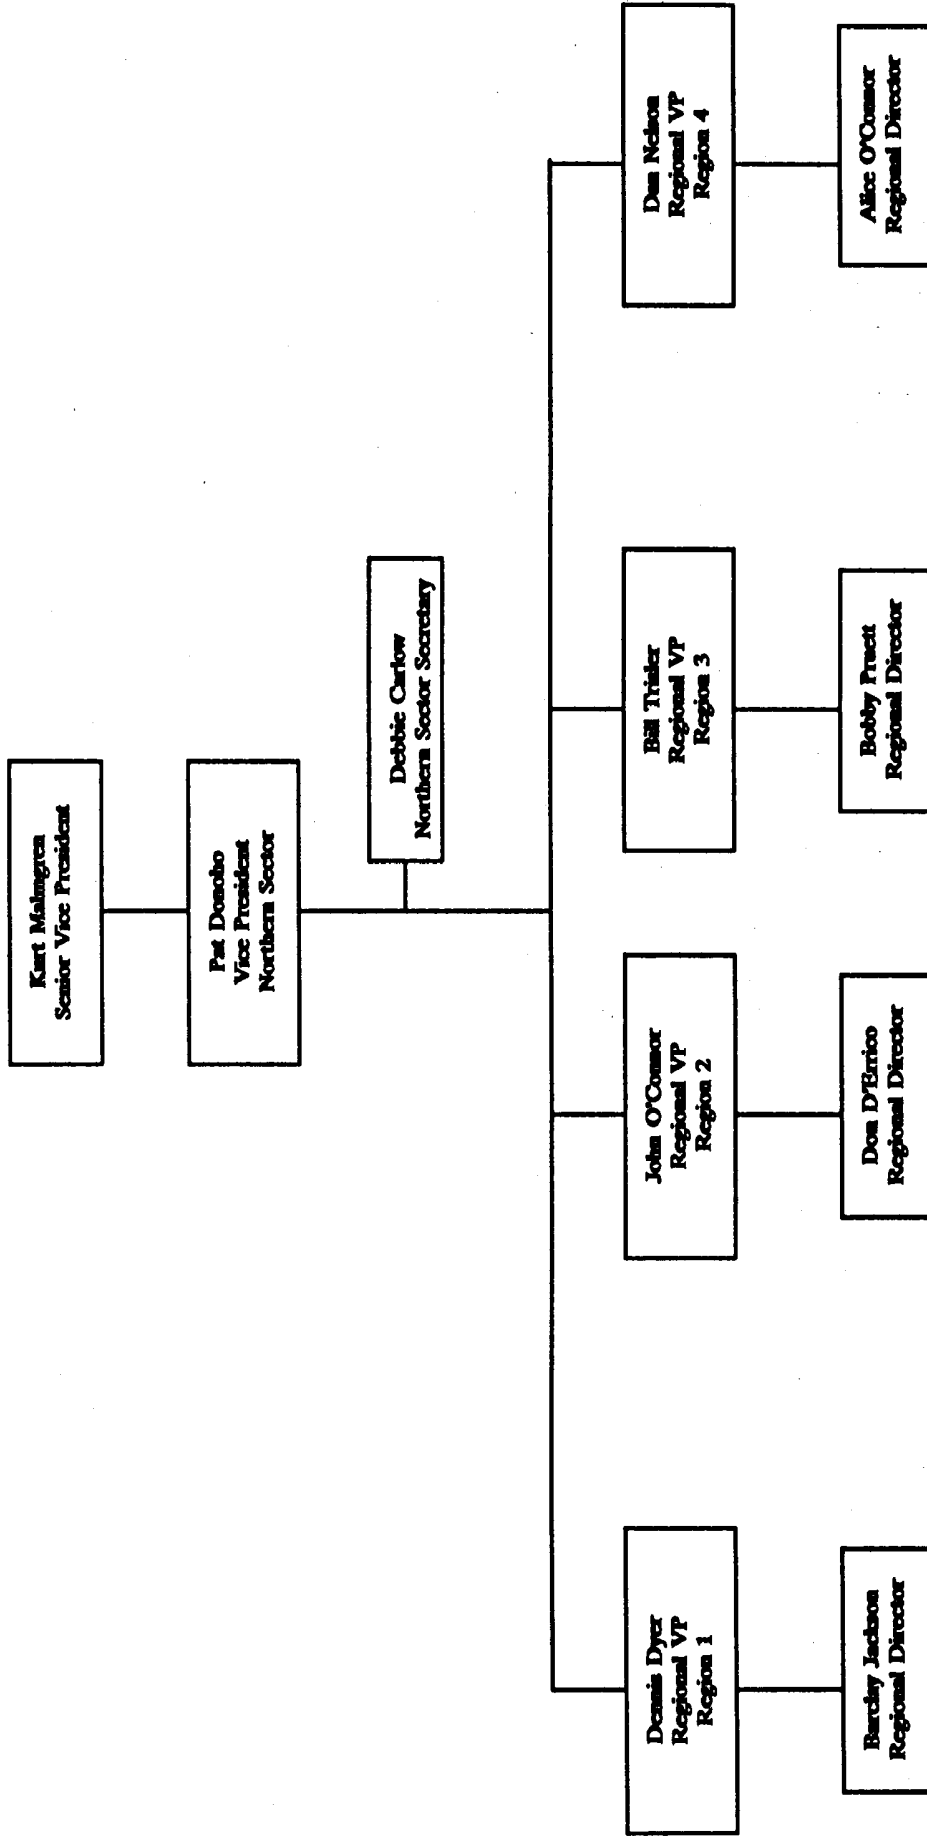 Kurt Malmgren
Senior Vice President
Pat Donoho
Vice President
Northern Sector
Debbie Carlow
Northern Sector Secretary
Dennis Dyer
Regional VP
Region 1
John O'Connor
Regional VP
Region 2
Bill Trisler
Regional VP
Region 3
Dan Nelson
Regional VP
Region 4
Barclay Jackson
Regional Director
Don D'Errico
Regional Director
Bobby Pruett
Regional Director
Alice O'Connor
Regional Director